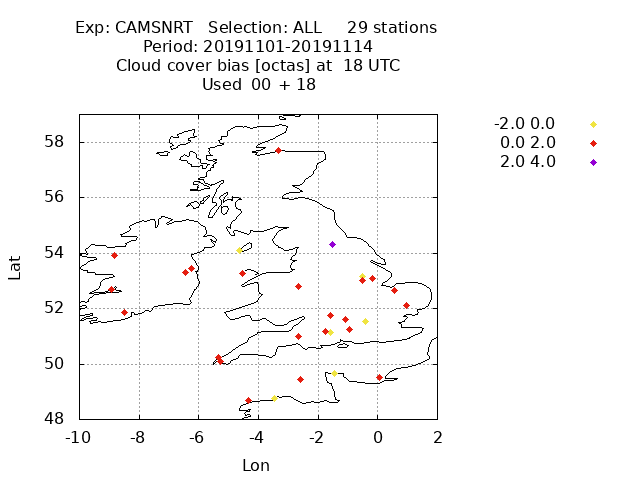 Exp: CAMSNRT   Selection: ALL     29 stations
Period: 20191101-20191114
Cloud cover bias [octas] at  18 UTC
Used  00  + 18
-2.0 0.0
0.0 2.0
2.0 4.0
58
56
54
52
50
48
Lat
-10 -8 -6 -4 -2 0 2
Lon